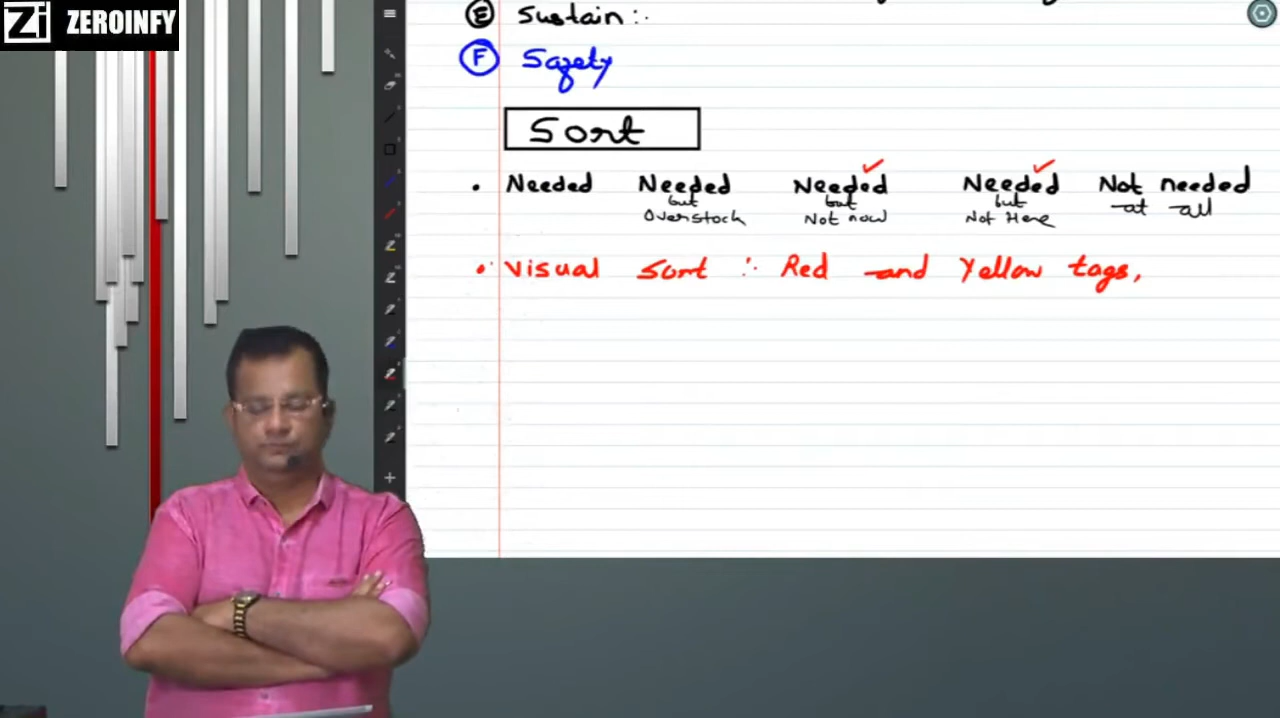 Zi ZEROINFY
(E) Sustain :.
(F) Safety
Sort
• Needed Needed but Overstock Needed but Not now Needed but Not Here Not needed at all
• Visual Sort :. Red and Yellow tags,